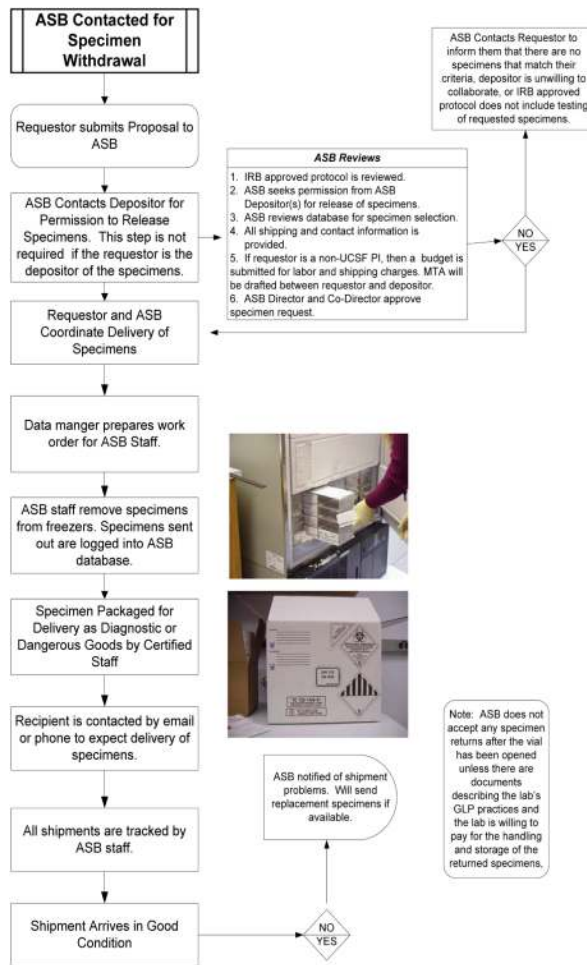 ASB Contacted for
Specimen
Withdrawal
Requestor submits Proposal to
ASB
ASB Contacts Depositor for
Permission to Release
Specimens. This step is not
required if the requestor is the
depositor of the specimens.
ASB Reviews
1. IRB approved protocol is reviewed.
2. ASB seeks permission from ASB
Depositor(s) for release of specimens.
3. ASB reviews database for specimen selection.
4. All shipping and contact information is
provided.
5. If requestor is a non-UCSF PI, then a budget is
submitted for labor and shipping charges. MTA will
be drafted between requestor and depositor.
6. ASB Director and Co-Director approve
specimen request.
NO
YES
ASB Contacts Requestor to
inform them that there are no
specimens that match their
criteria, depositor is unwilling to
collaborate, or IRB approved
protocol does not include testing
of requested specimens.
Requestor and ASB
Coordinate Delivery of
Specimens
Data manger prepares work
order for ASB Staff.
ASB staff remove specimens
from freezers. Specimens sent
out are logged into ASB
database.
Specimen Packaged for
Delivery as Diagnostic or
Dangerous Goods by Certified
Staff
Recipient is contacted by email
or phone to expect delivery of
specimens.
All shipments are tracked by
ASB staff.
Shipment Arrives in Good
Condition
NO
YES
ASB notified of shipment
problems. Will send
replacement specimens if
available.
Note: ASB does not
accept any specimen
returns after the vial
has been opened
unless there are
documents
describing the lab's
GLP practices and
the lab is willing to
pay for the handling
and storage of the
returned specimens,